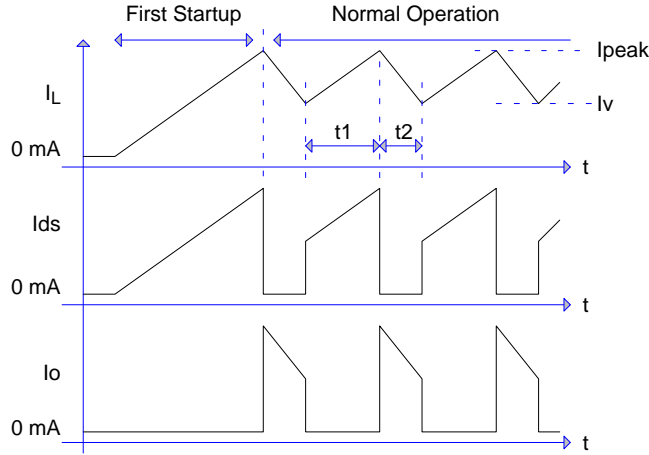 First Startup
Normal Operation
Ipeak
IL
Iv
t1
t2
0 mA
t
Ids
0 mA
t
Io
0 mA
t